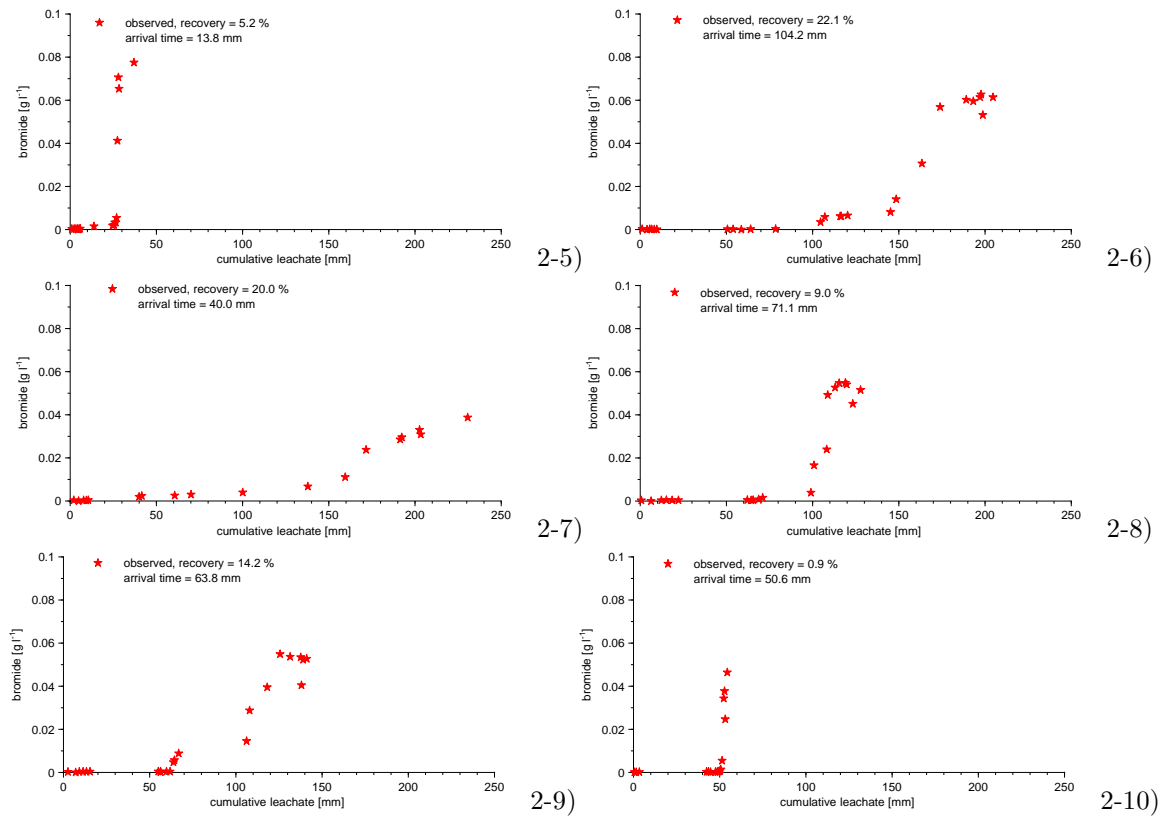 observed, recovery = 5.2 %
arrival time = 13.8 mm
0.1
0.08
0.06
0.04
0.02
0
bromide [g l⁻¹]
0 50 100 150 200 250
cumulative leachate [mm]
2-5)
observed, recovery = 22.1 %
arrival time = 104.2 mm
0.1
0.08
0.06
0.04
0.02
0
bromide [g l⁻¹]
0 50 100 150 200 250
cumulative leachate [mm]
2-6)
observed, recovery = 20.0 %
arrival time = 40.0 mm
0.1
0.08
0.06
0.04
0.02
0
bromide [g l⁻¹]
0 50 100 150 200 250
cumulative leachate [mm]
2-7)
observed, recovery = 9.0 %
arrival time = 71.1 mm
0.1
0.08
0.06
0.04
0.02
0
bromide [g l⁻¹]
0 50 100 150 200 250
cumulative leachate [mm]
2-8)
observed, recovery = 14.2 %
arrival time = 63.8 mm
0.1
0.08
0.06
0.04
0.02
0
bromide [g l⁻¹]
0 50 100 150 200 250
cumulative leachate [mm]
2-9)
observed, recovery = 0.9 %
arrival time = 50.6 mm
0.1
0.08
0.06
0.04
0.02
0
bromide [g l⁻¹]
0 50 100 150 200 250
cumulative leachate [mm]
2-10)